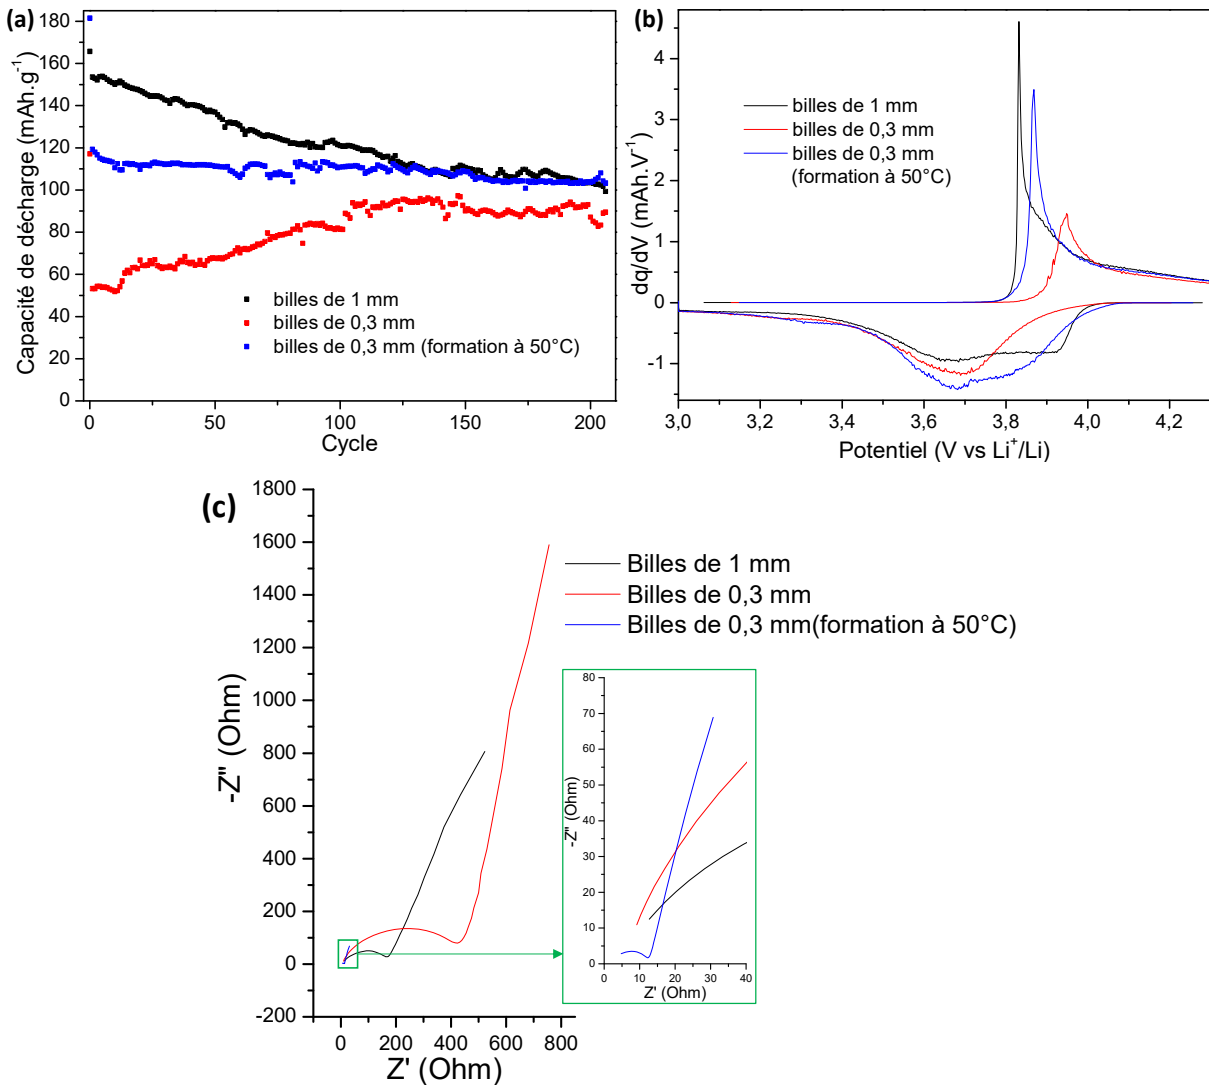 (a)
Capacité de décharge (mAh.g⁻¹)
180
160
140
120
100
80
60
40
20
0
billes de 1 mm
billes de 0,3 mm
billes de 0,3 mm (formation à 50°C)
0 50 100 150 200
Cycle
(b)
dq/dV (mAh.V⁻¹)
4
3
2
1
0
-1
billes de 1 mm
billes de 0,3 mm
billes de 0,3 mm
(formation à 50°C)
3,0 3,2 3,4 3,6 3,8 4,0 4,2
Potentiel (V vs Li⁺/Li)
(c)
-Z" (Ohm)
1800
1600
1400
1200
1000
800
600
400
200
0
-200
Billes de 1 mm
Billes de 0,3 mm
Billes de 0,3 mm(formation à 50°C)
0 200 400 600 800
Z' (Ohm)
-Z" (Ohm)
80
70
60
50
40
30
20
10
0
0 10 20 30 40
Z' (Ohm)